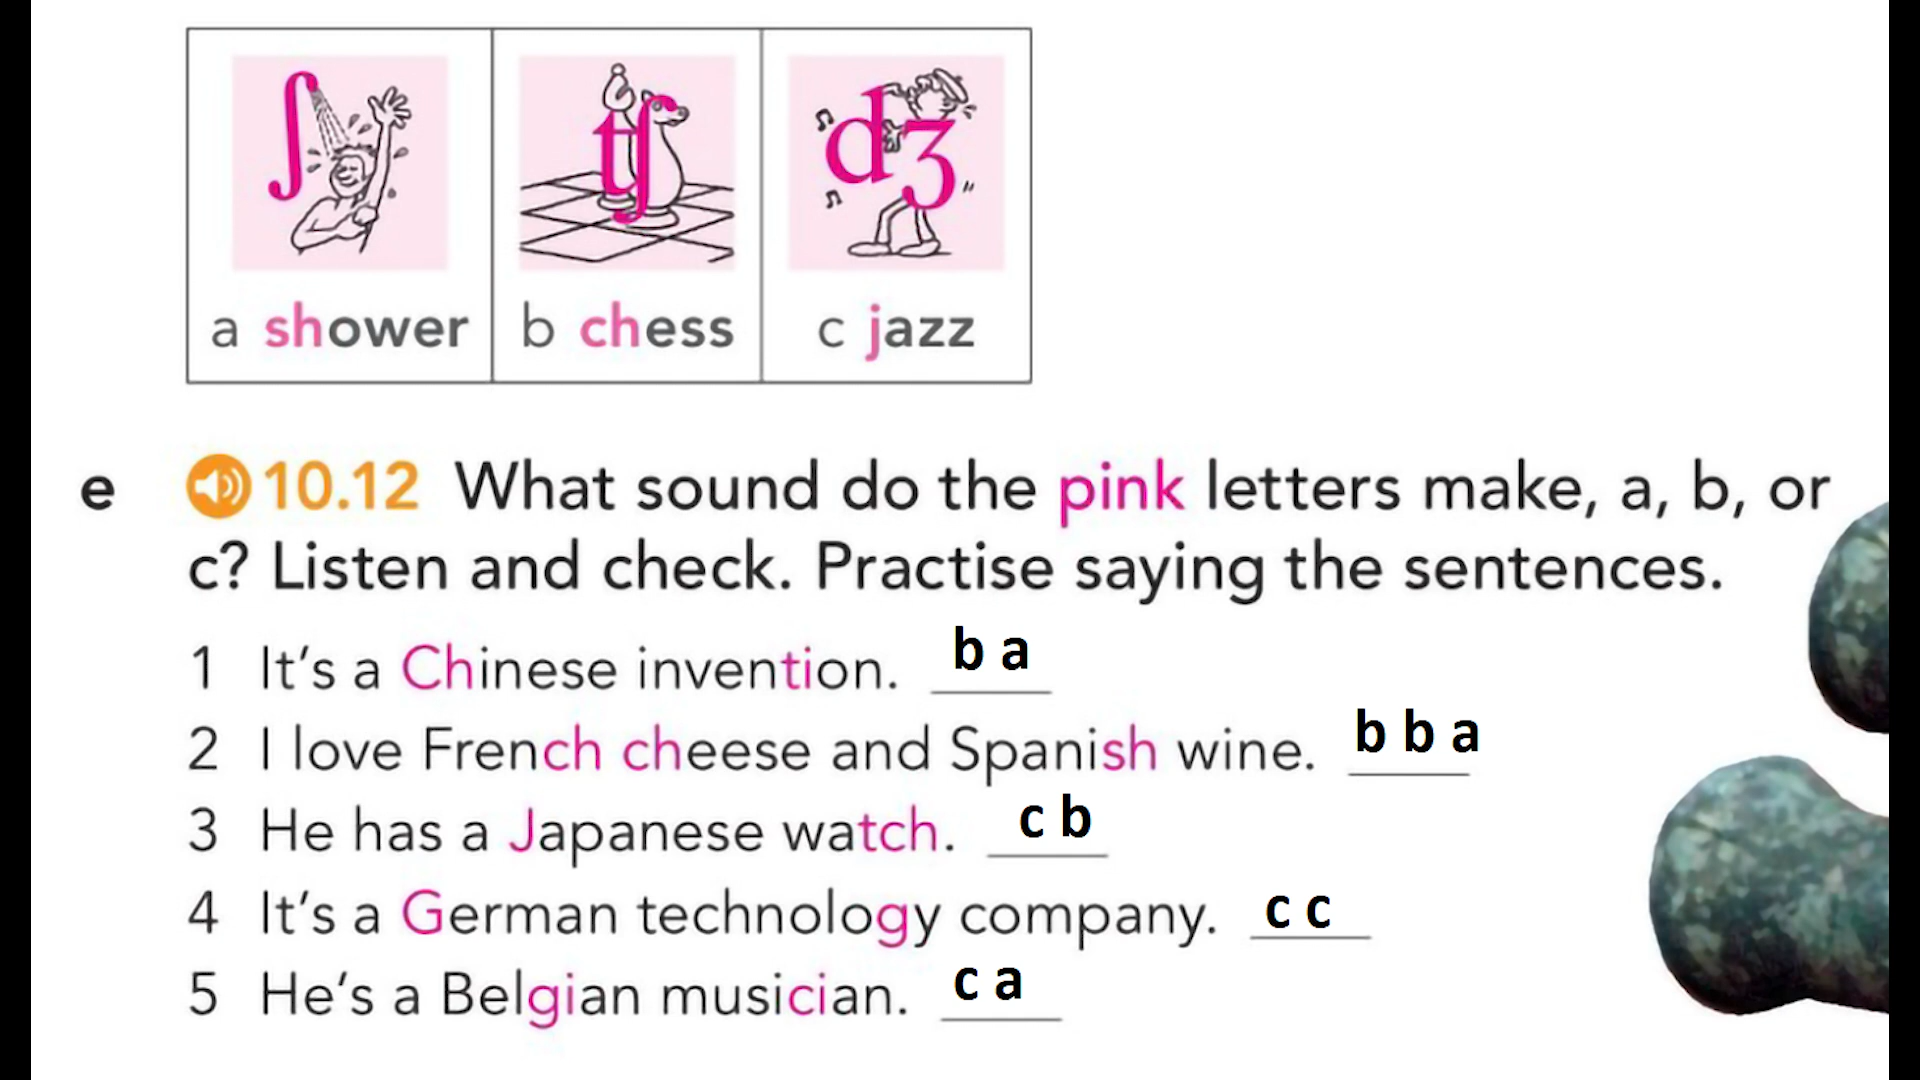 ʃ tʃ dʒ
a shower b chess c jazz
e 10.12 What sound do the pink letters make, a, b, or
c? Listen and check. Practise saying the sentences.
1 It's a Chinese invention. b a
2 I love French cheese and Spanish wine. b b a
3 He has a Japanese watch. c b
4 It's a German technology company. c c
5 He's a Belgian musician. c a